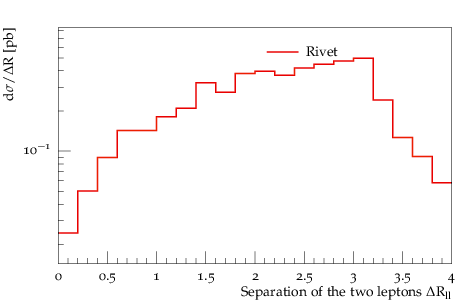 dσ/ΔR [pb]
Rivet
10⁻¹
0 0.5 1 1.5 2 2.5 3 3.5 4
Separation of the two leptons ΔRₗₗ